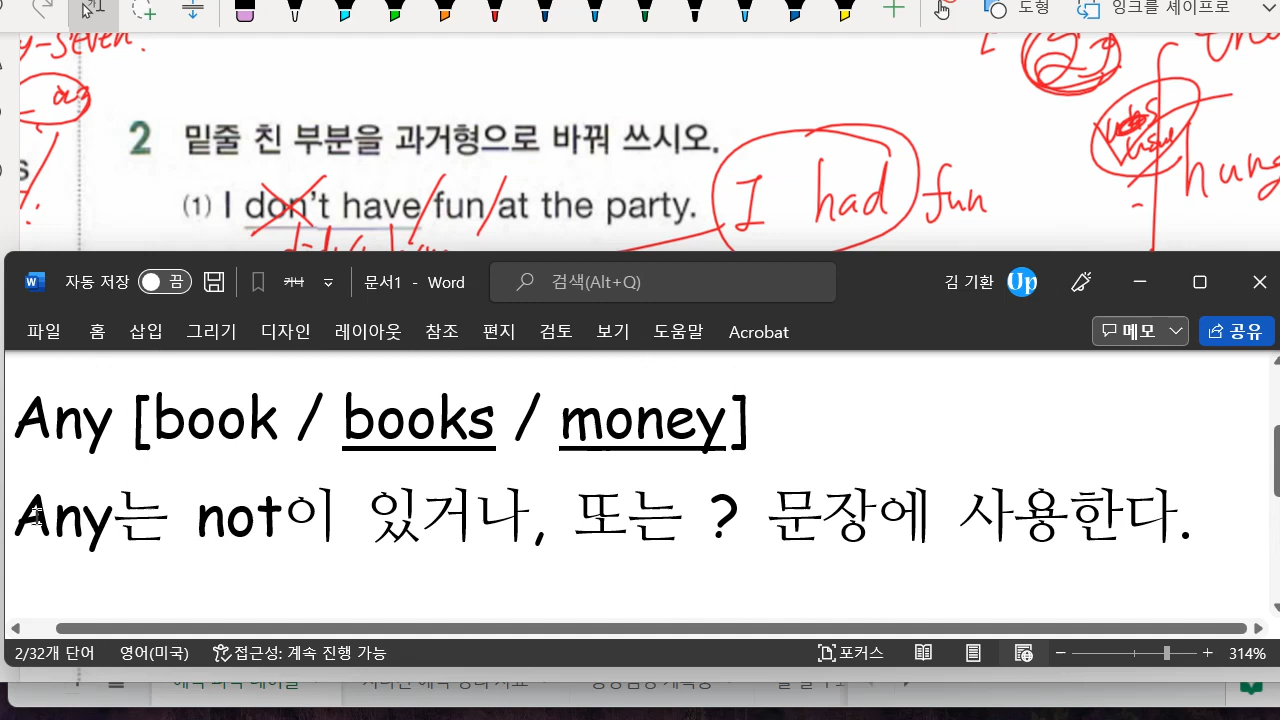 도형
잉크를 셰이프로
y-seven.
2 밑줄 친 부분을 과거형으로 바꿔 쓰시오.
(1) I don't have fun at the party.
I had fun
hung
자동 저장 끔 가나 문서1 - Word 검색(Alt+Q) 김 기환 Up
파일 홈 삽입 그리기 디자인 레이아웃 참조 편지 검토 보기 도움말 Acrobat 메모 공유
Any [book / books / money]
Any는 not이 있거나, 또는 ? 문장에 사용한다.
2/32개 단어 영어(미국) 접근성: 계속 진행 가능 포커스 314%